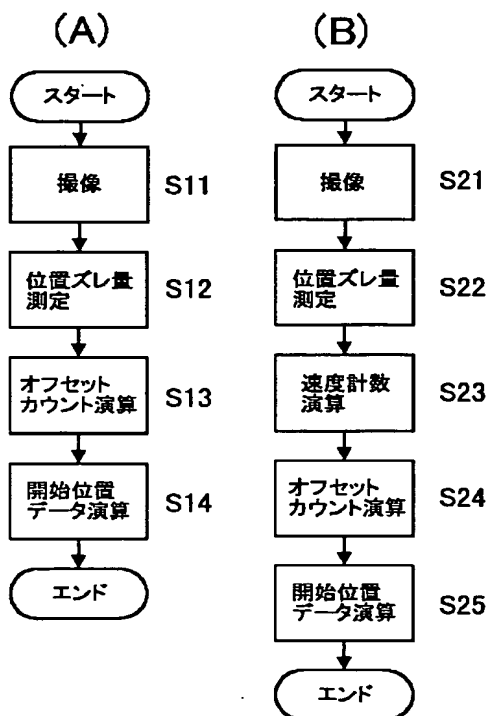 (A)
スタート
撮像
S11
位置ズレ量
測定
S12
オフセット
カウント演算
S13
開始位置
データ演算
S14
エンド
(B)
スタート
撮像
S21
位置ズレ量
測定
S22
速度計数
演算
S23
オフセット
カウント演算
S24
開始位置
データ演算
S25
エンド